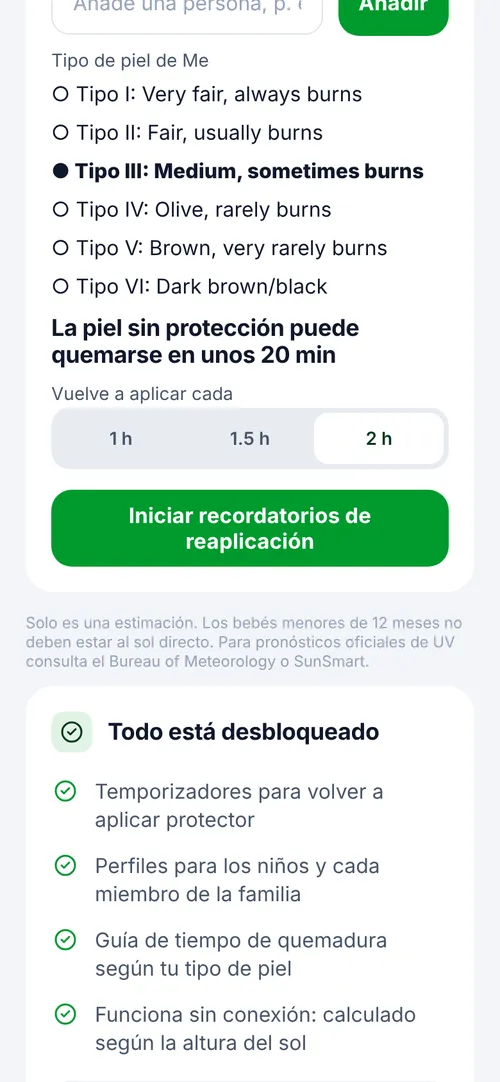 Añade una persona, p. e
Añadir
Tipo de piel de Me
Tipo I: Very fair, always burns
Tipo II: Fair, usually burns
Tipo III: Medium, sometimes burns
Tipo IV: Olive, rarely burns
Tipo V: Brown, very rarely burns
Tipo VI: Dark brown/black
La piel sin protección puede
quemarse en unos 20 min
Vuelve a aplicar cada
1 h
1.5 h
2 h
Iniciar recordatorios de
reaplicación
Solo es una estimación. Los bebés menores de 12 meses no
deben estar al sol directo. Para pronósticos oficiales de UV
consulta el Bureau of Meteorology o SunSmart.
Todo está desbloqueado
Temporizadores para volver a
aplicar protector
Perfiles para los niños y cada
miembro de la familia
Guía de tiempo de quemadura
según tu tipo de piel
Funciona sin conexión: calculado
según la altura del sol